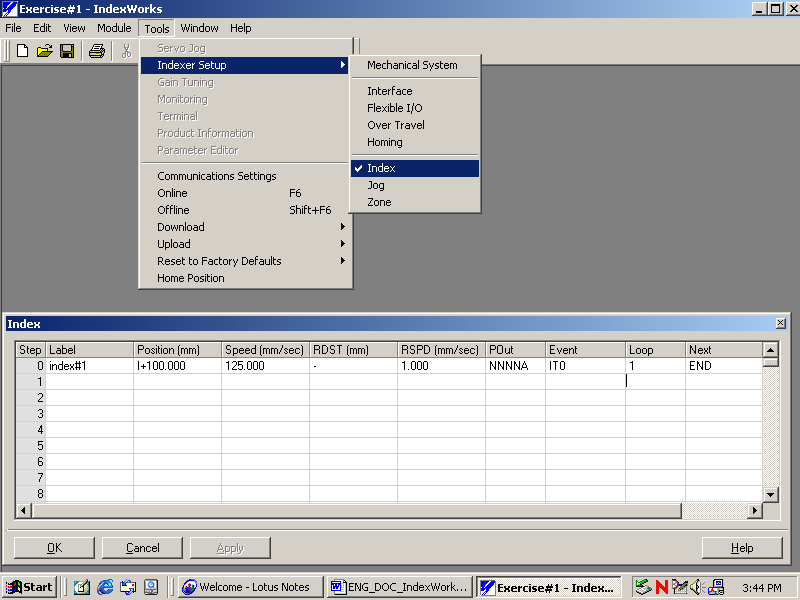 Exercise#1 - IndexWorks
File Edit View Module Tools Window Help
Servo Jog
Indexer Setup
Gain Tuning
Monitoring
Terminal
Product Information
Parameter Editor
Communications Settings
Online F6
Offline Shift+F6
Download
Upload
Reset to Factory Defaults
Home Position
Mechanical System
Interface
Flexible I/O
Over Travel
Homing
Index
Jog
Zone
Index
Step Label Position (mm) Speed (mm/sec) RDST (mm) RSPD (mm/sec) POut Event Loop Next
0 index#1 I+100.000 125.000 - 1.000 NNNNA IT0 1 END
1
2
3
4
5
6
7
8
OK Cancel Apply Help
Start Welcome - Lotus Notes ENG_DOC_IndexWork... Exercise#1 - Index... N 3:44 PM